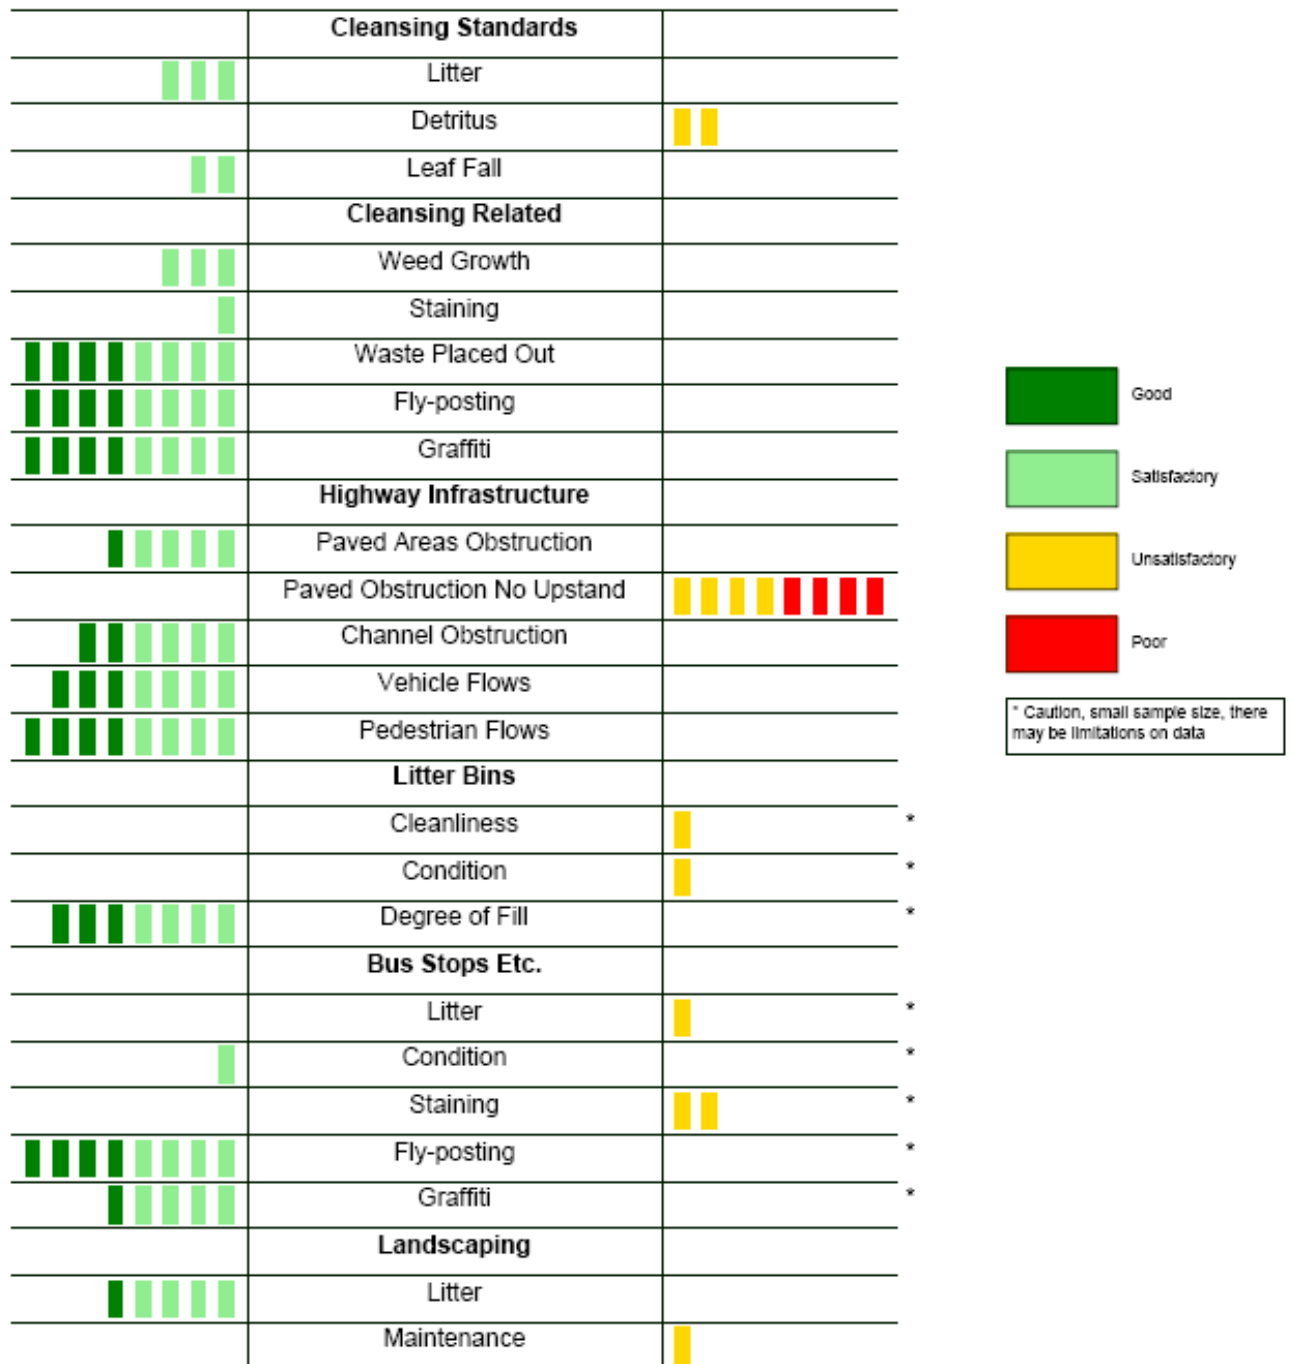 Cleansing Standards
Litter
Detritus
Leaf Fall
Cleansing Related
Weed Growth
Staining
Waste Placed Out
Fly-posting
Graffiti
Highway Infrastructure
Paved Areas Obstruction
Paved Obstruction No Upstand
Channel Obstruction
Vehicle Flows
Pedestrian Flows
Litter Bins
Cleanliness *
Condition *
Degree of Fill *
Bus Stops Etc.
Litter *
Condition *
Staining *
Fly-posting *
Graffiti *
Landscaping
Litter
Maintenance
Good
Satisfactory
Unsatisfactory
Poor
* Caution, small sample size, there
may be limitations on data